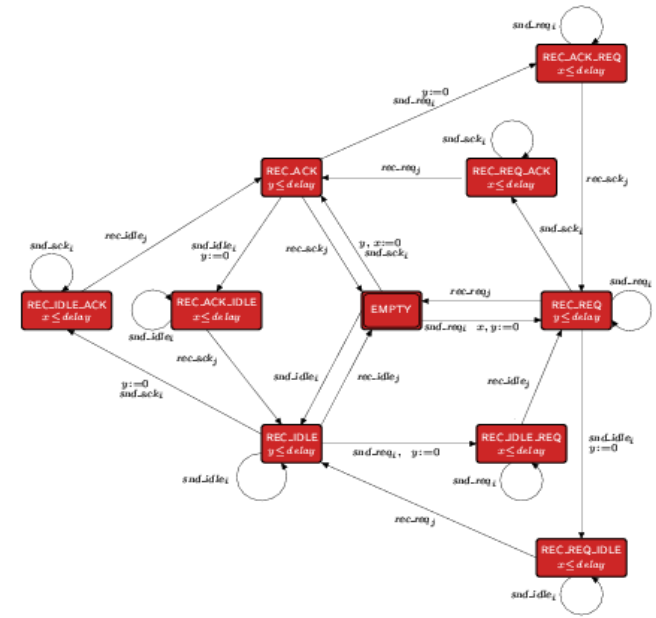 snd_req_i
REC_ACK_REQ
x≤delay
y:=0
snd_req_i
snd_ack_i
REC_ACK
y≤delay
rec_req_j
REC_REQ_ACK
x≤delay
rec_ack_j
rec_idle_j
snd_idle_i
y:=0
rec_ack_j
y, x:=0
snd_ack_i
snd_ack_i
snd_ack_i
snd_req_i
REC_IDLE_ACK
x≤delay
REC_ACK_IDLE
x≤delay
EMPTY
rec_req_j
REC_REQ
y≤delay
snd_idle_i
snd_req_i x, y:=0
rec_ack_j
y:=0
snd_ack_i
snd_idle_i
rec_idle_j
rec_idle_j
REC_IDLE
y≤delay
snd_req_i, y:=0
REC_IDLE_REQ
x≤delay
snd_idle_i
y:=0
snd_idle_i
snd_req_i
rec_req_j
REC_REQ_IDLE
x≤delay
snd_idle_i